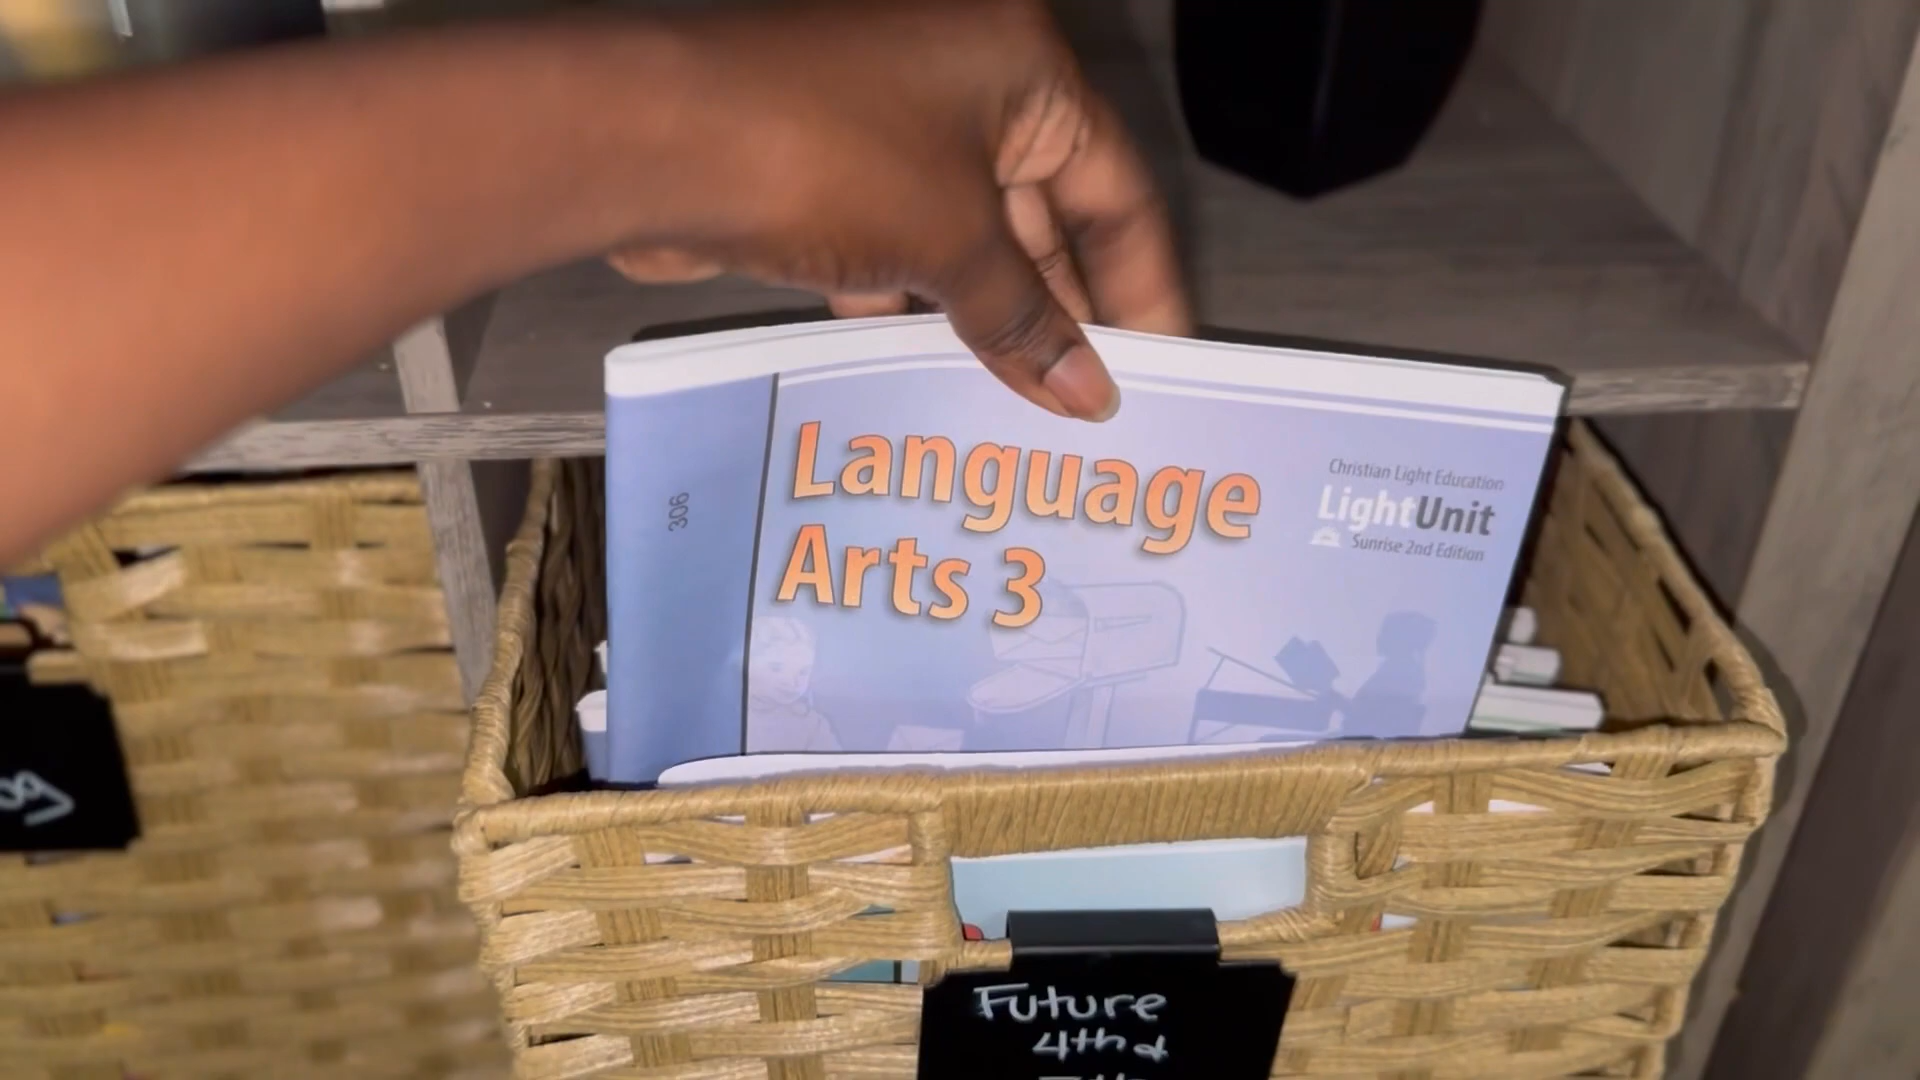 Language
Arts 3
306
Christian Light Education
LightUnit
Sunrise 2nd Edition
Future
4th &